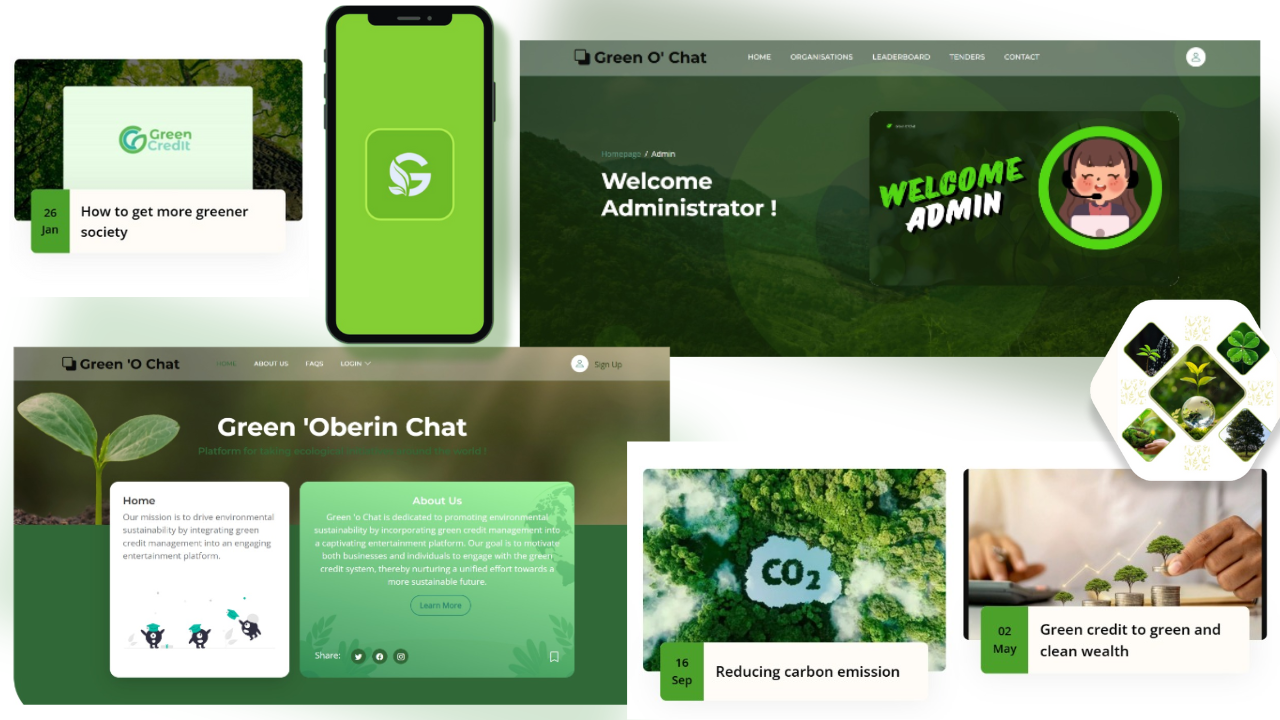 Green
Credit
26
Jan
How to get more greener
society
G
Green O' Chat
HOME
ORGANISATIONS
LEADERBOARD
TENDERS
CONTACT
Homepage / Admin
Welcome
Administrator !
WELCOME
ADMIN
Green 'O Chat
HOME
ABOUT US
FAQS
LOGIN
Sign Up
Green 'Oberin Chat
Platform for taking ecological
around the world !
Home
Our mission is to drive environmental
sustainability by integrating green
credit management into an engaging
entertainment platform.
About Us
Green 'o Chat is dedicated to promoting environmental
sustainability by incorporating green credit management into
a captivating entertainment platform. Our goal is to motivate
both businesses and individuals to engage with the green
credit system, thereby nurturing a unified effort towards a
more sustainable future.
Learn More
Share:
CO2
16
Sep
Reducing carbon emission
02
May
Green credit to green and
clean wealth